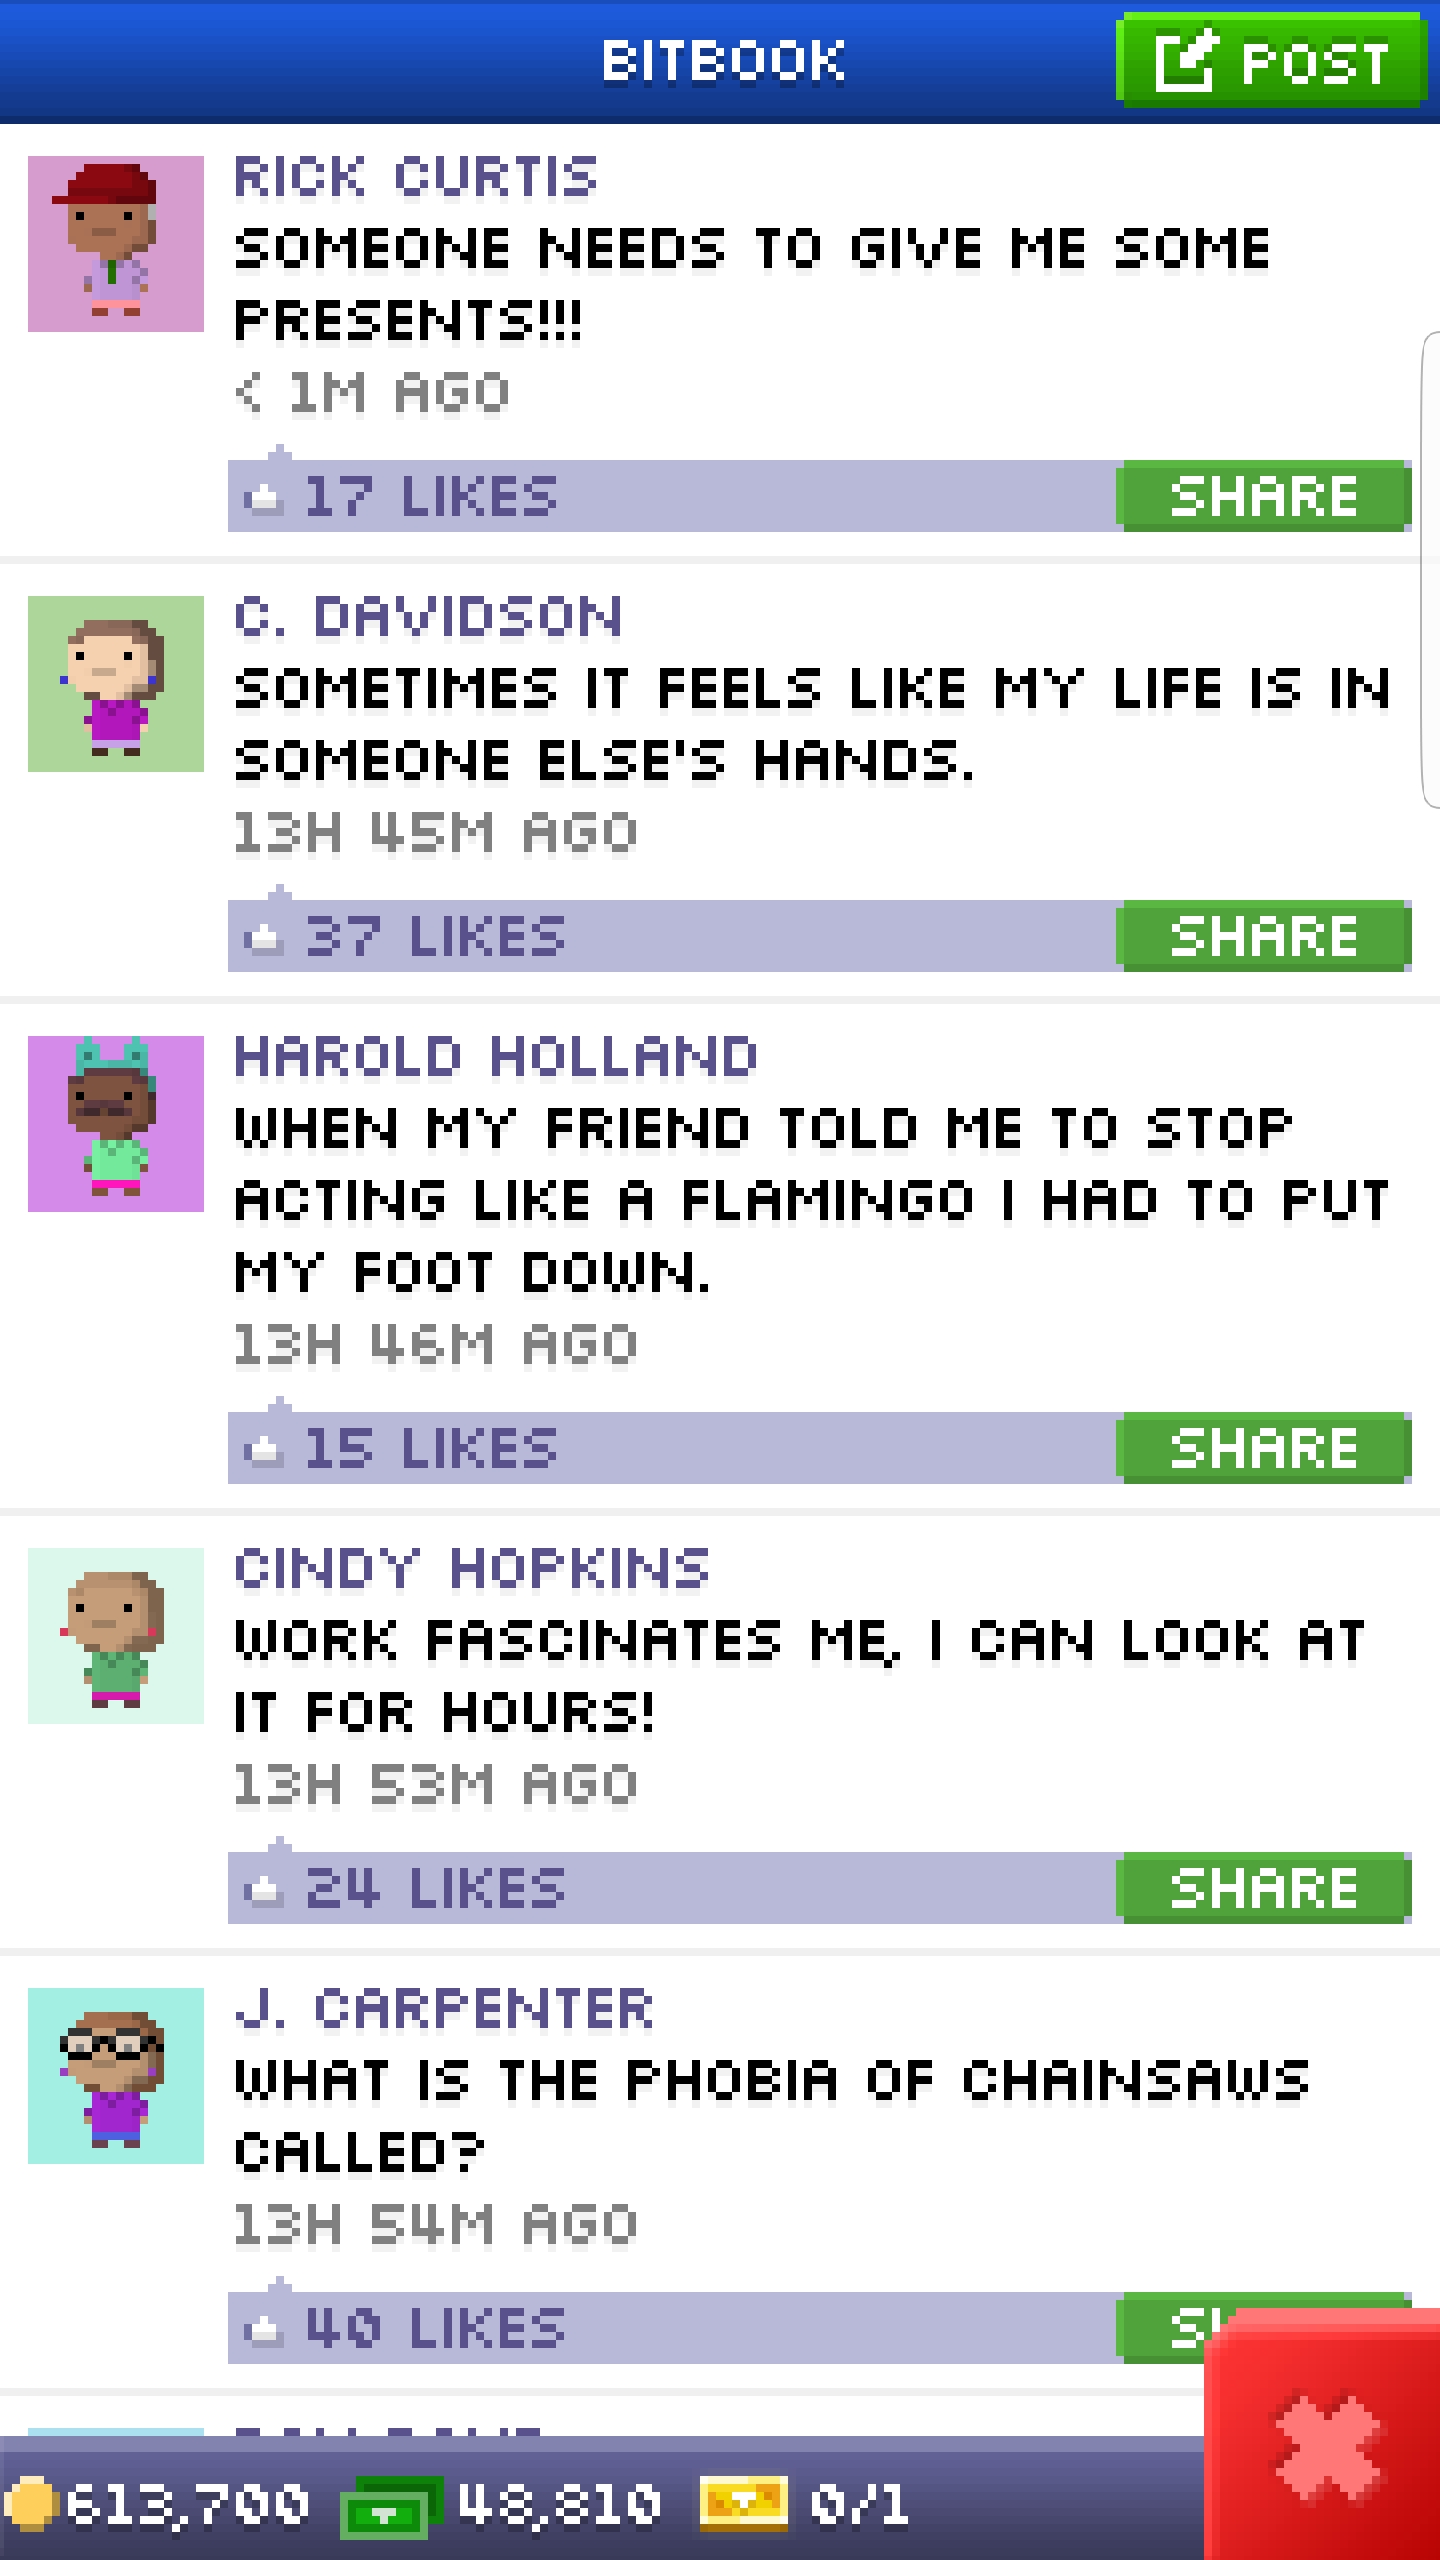 BITBOOK
POST
RICK CURTIS
SOMEONE NEEDS TO GIVE ME SOME
PRESENTS!!!
< 1M AGO
17 LIKES
SHARE
C. DAVIDSON
SOMETIMES IT FEELS LIKE MY LIFE IS IN
SOMEONE ELSE'S HANDS.
13H 45M AGO
37 LIKES
SHARE
HAROLD HOLLAND
WHEN MY FRIEND TOLD ME TO STOP
ACTING LIKE A FLAMINGO I HAD TO PUT
MY FOOT DOWN.
13H 46M AGO
15 LIKES
SHARE
CINDY HOPKINS
WORK FASCINATES ME, I CAN LOOK AT
IT FOR HOURS!
13H 53M AGO
24 LIKES
SHARE
J. CARPENTER
WHAT IS THE PHOBIA OF CHAINSAWS
CALLED?
13H 54M AGO
40 LIKES
613,700
48,810
0/1